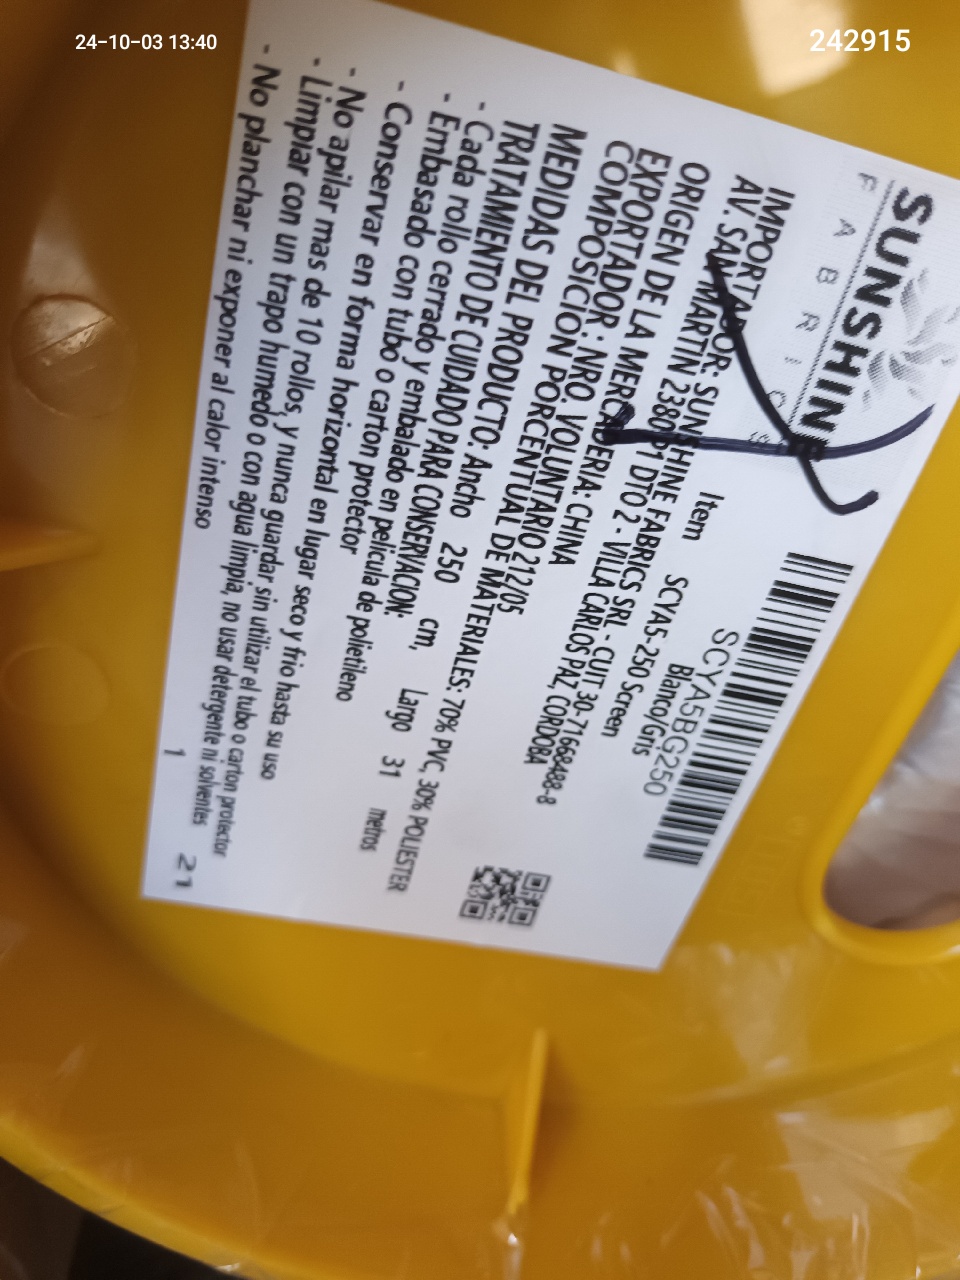 24-10-03 13:40
242915
SUNSHINE
FABRICS
SCYA5BG250
Item SCYA5-250 Screen
Blanco/Gris
IMPORTADOR: SUNSHINE FABRICS SRL - CUIT 30-71668488-8
AV. SAN MARTIN 2380 P1 DTO 2 - VILLA CARLOS PAZ, CORDOBA
ORIGEN DE LA MERCADERIA: CHINA
EXPORTADOR: NRO. VOLUNTARIO 21205
COMPOSICION PORCENTUAL DE MATERIALES: 70% PVC, 30% POLIESTER
MEDIDAS DEL PRODUCTO: Ancho 250 cm, Largo 31 metros
TRATAMIENTO DE CUIDADO PARA CONSERVACION:
- Cada rollo cerrado y embalado en película de polietileno
- Embasado con tubo o carton protector
- Conservar en forma horizontal en lugar seco y frio hasta su uso
- No apilar mas de 10 rollos, y nunca guardar sin utilizar el tubo o carton protector
- Limpiar con un trapo humedo o con agua limpia, no usar detergente ni solventes
- No planchar ni exponer al calor intenso
1 21